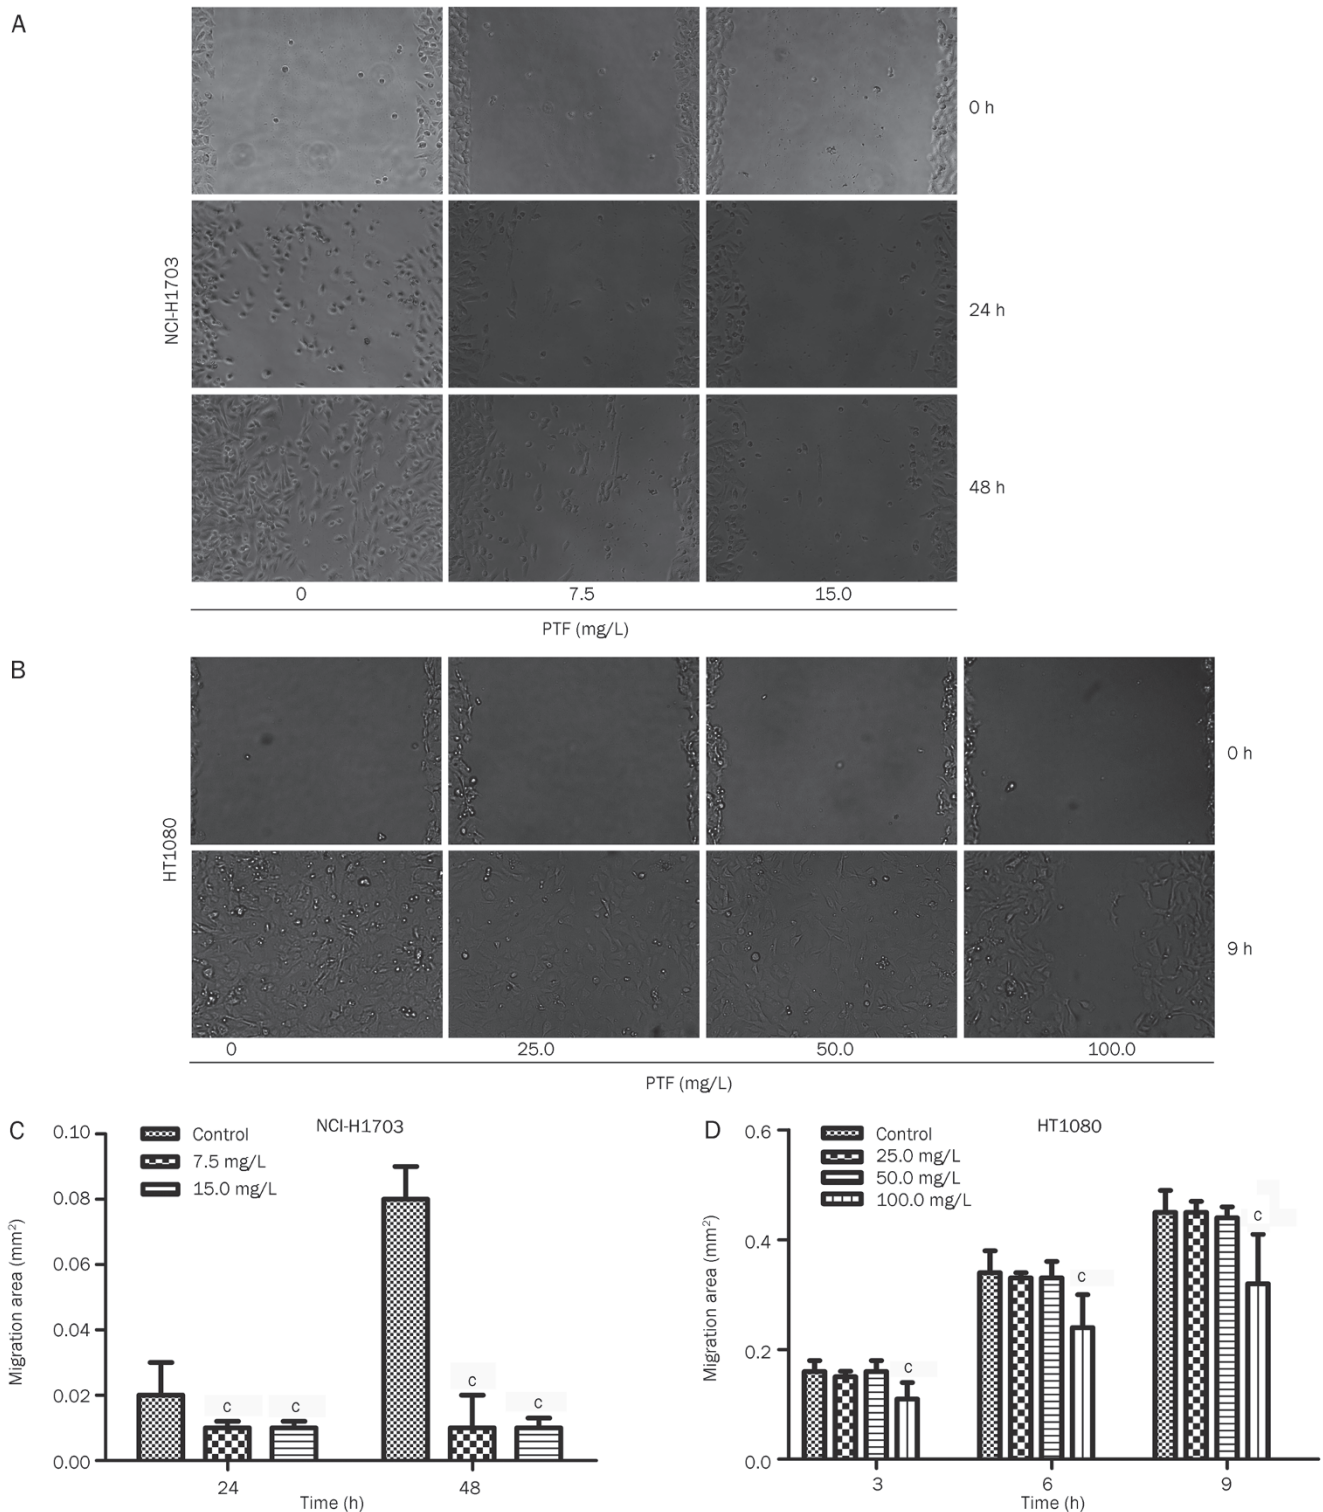 A
0 h
NCI-H1703
24 h
48 h
0 7.5 15.0
PTF (mg/L)
B
0 h
HT1080
9 h
0 25.0 50.0 100.0
PTF (mg/L)
C
NCI-H1703
Control
7.5 mg/L
15.0 mg/L
Migration area (mm²)
0.10
0.08
0.06
0.04
0.02
0.00
c c c c
24 48
Time (h)
D
HT1080
Control
25.0 mg/L
50.0 mg/L
100.0 mg/L
Migration area (mm²)
0.6
0.4
0.2
0.0
c c c
3 6 9
Time (h)